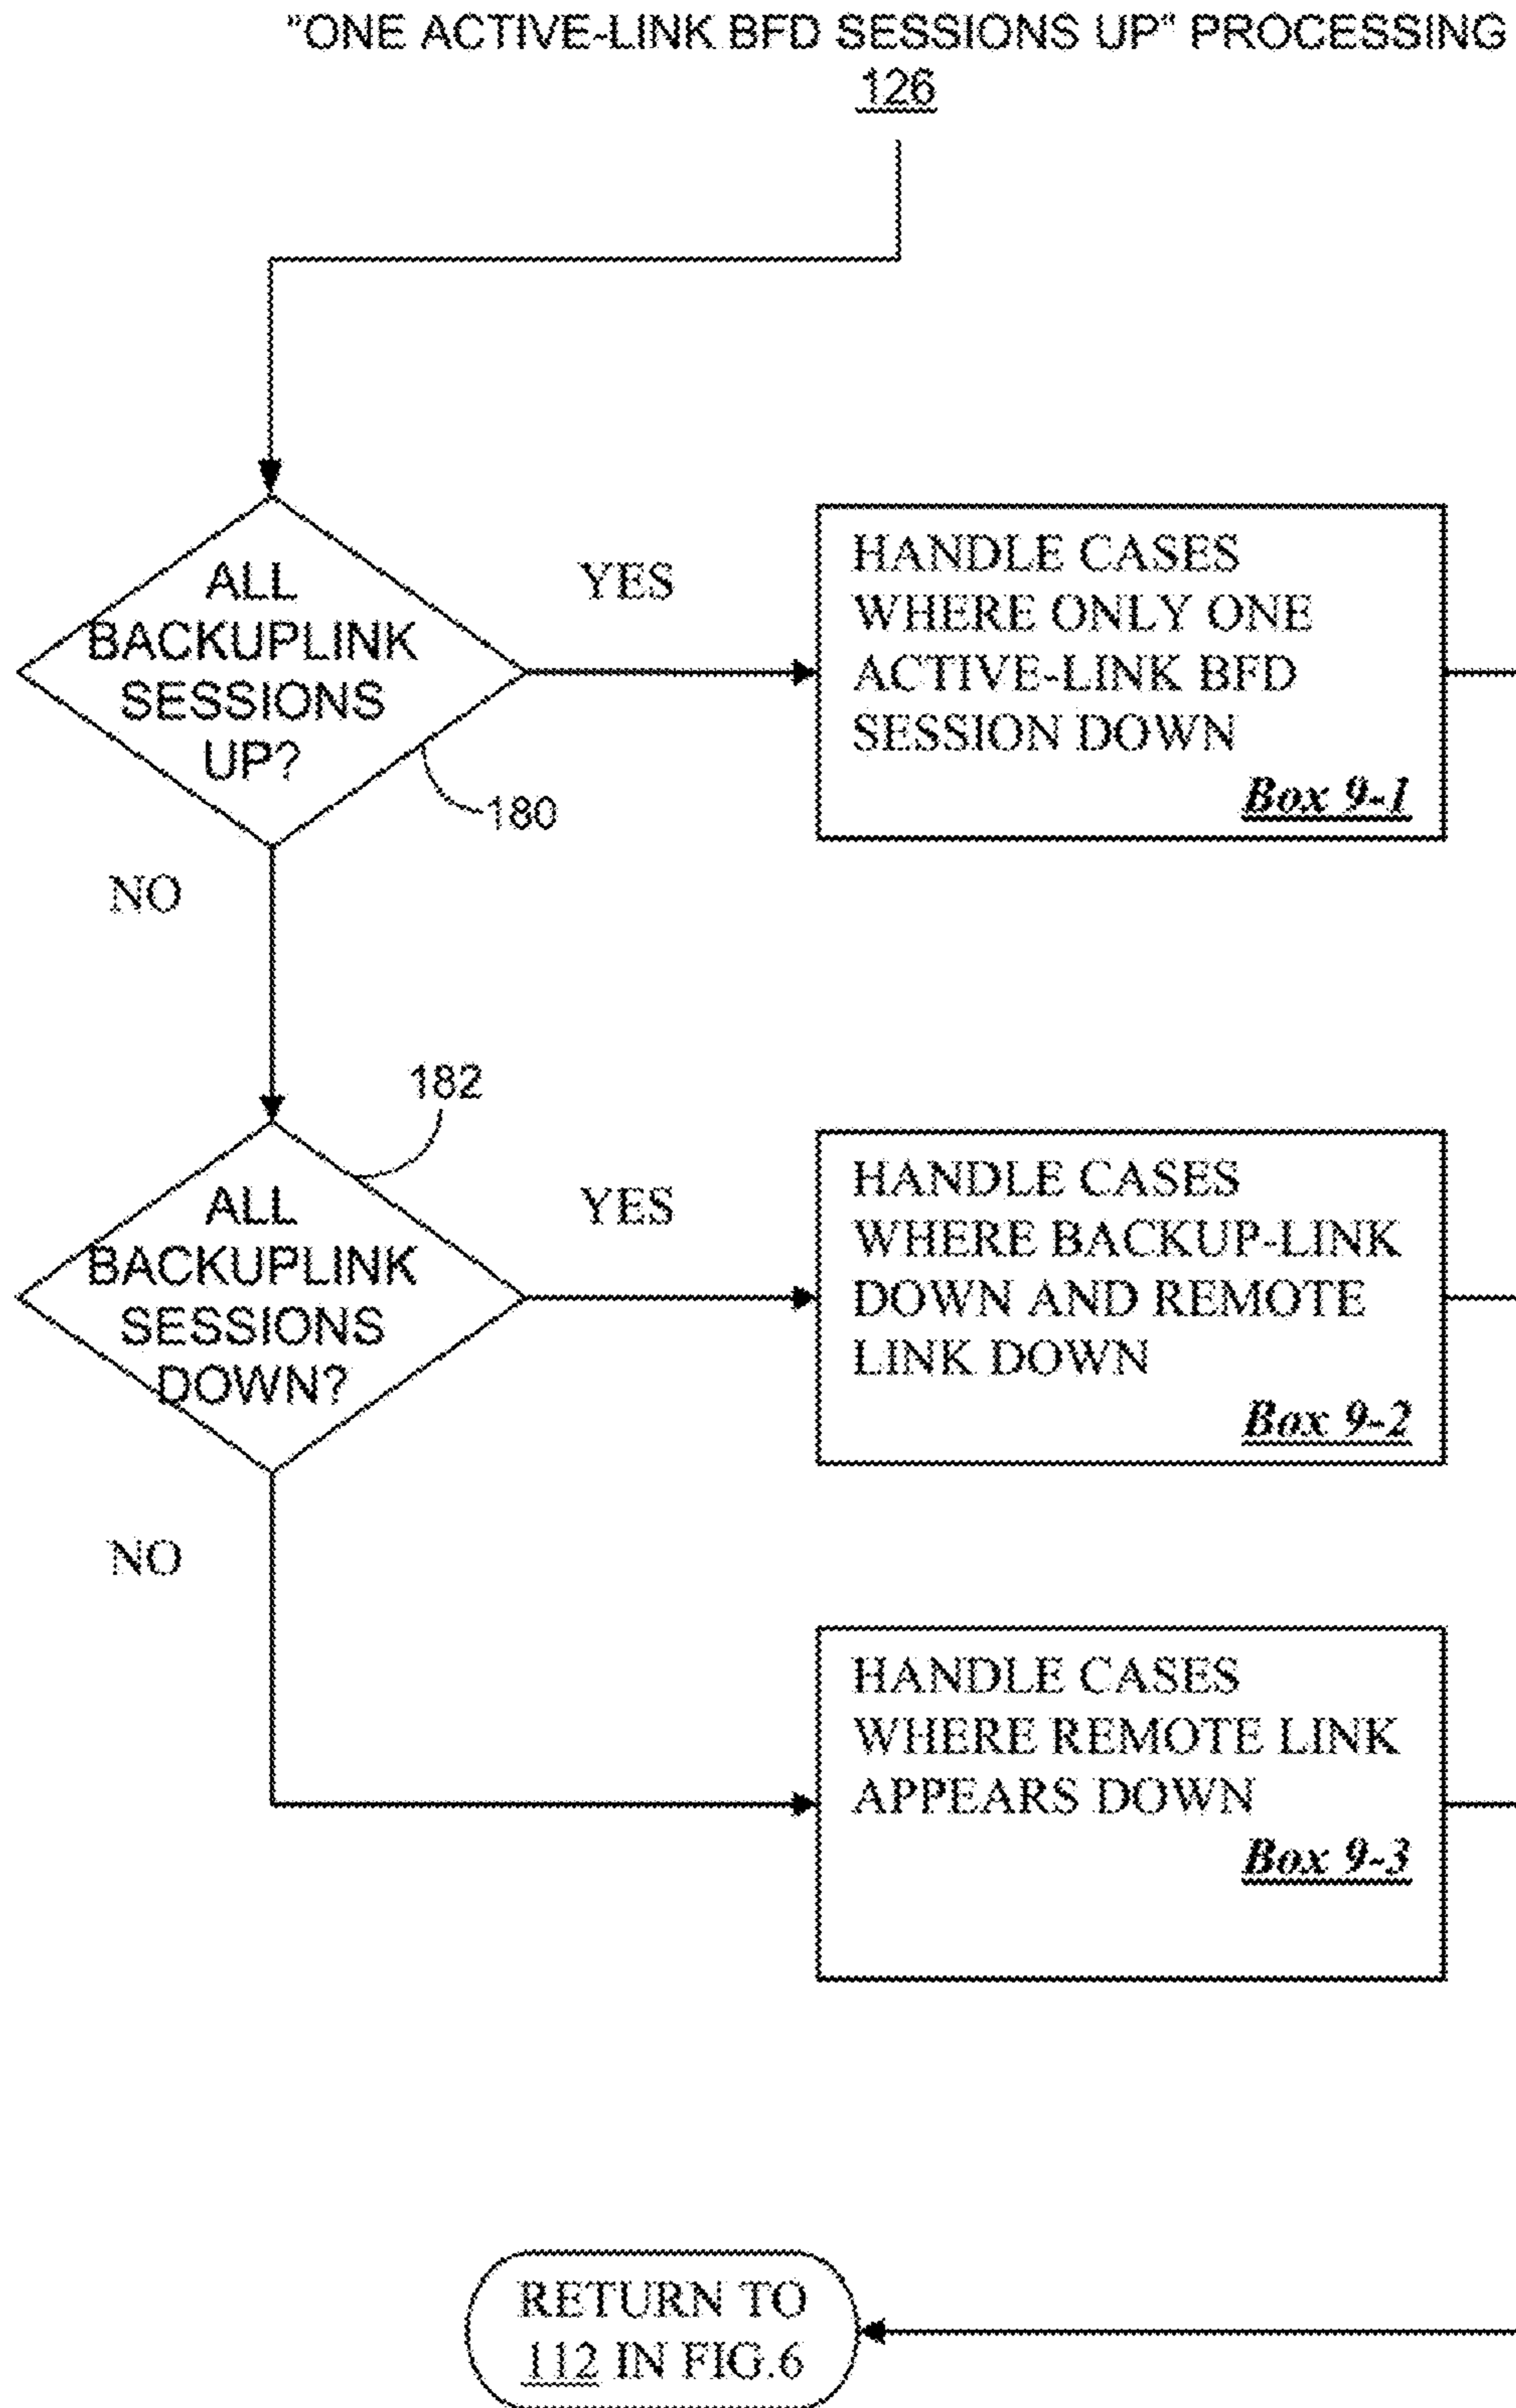 "ONE ACTIVE-LINK BFD SESSIONS UP" PROCESSING
126
ALL
BACKUPLINK
SESSIONS
UP?
180
YES
HANDLE CASES
WHERE ONLY ONE
ACTIVE-LINK BFD
SESSION DOWN
Box 9-1
NO
182
ALL
BACKUPLINK
SESSIONS
DOWN?
YES
HANDLE CASES
WHERE BACKUP-LINK
DOWN AND REMOTE
LINK DOWN
Box 9-2
NO
HANDLE CASES
WHERE REMOTE LINK
APPEARS DOWN
Box 9-3
RETURN TO
112 IN FIG.6